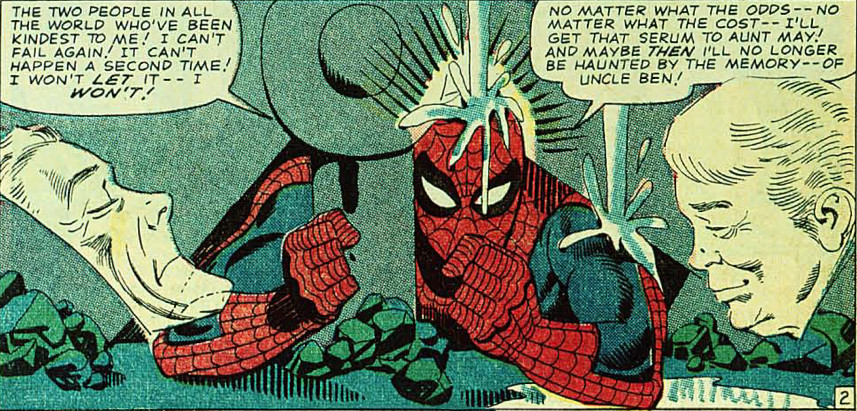 THE TWO PEOPLE IN ALL
THE WORLD WHO'VE BEEN
KINDEST TO ME! I CAN'T
FAIL AGAIN! IT CAN'T
HAPPEN A SECOND TIME!
I WON'T LET IT -- I
WON'T!
NO MATTER WHAT THE ODDS -- NO
MATTER WHAT THE COST -- I'LL
GET THAT SERUM TO AUNT MAY!
AND MAYBE THEN I'LL NO LONGER
BE HAUNTED BY THE MEMORY -- OF
UNCLE BEN!
2